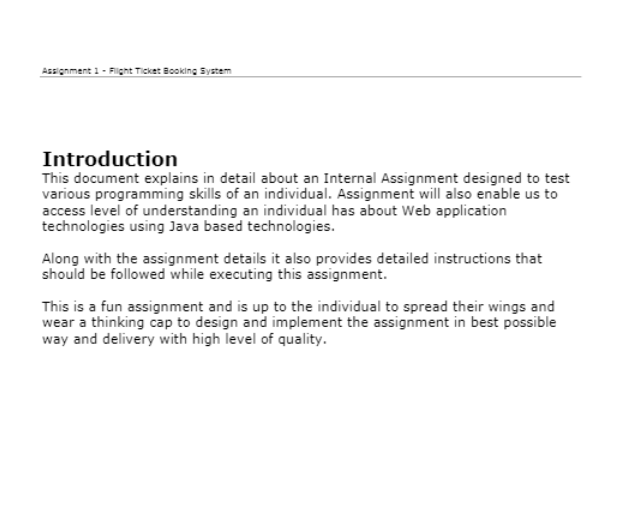 Assignment 1 - Flight Ticket Booking System
Introduction
This document explains in detail about an Internal Assignment designed to test
various programming skills of an individual. Assignment will also enable us to
access level of understanding an individual has about Web application
technologies using Java based technologies.
Along with the assignment details it also provides detailed instructions that
should be followed while executing this assignment.
This is a fun assignment and is up to the individual to spread their wings and
wear a thinking cap to design and implement the assignment in best possible
way and delivery with high level of quality.